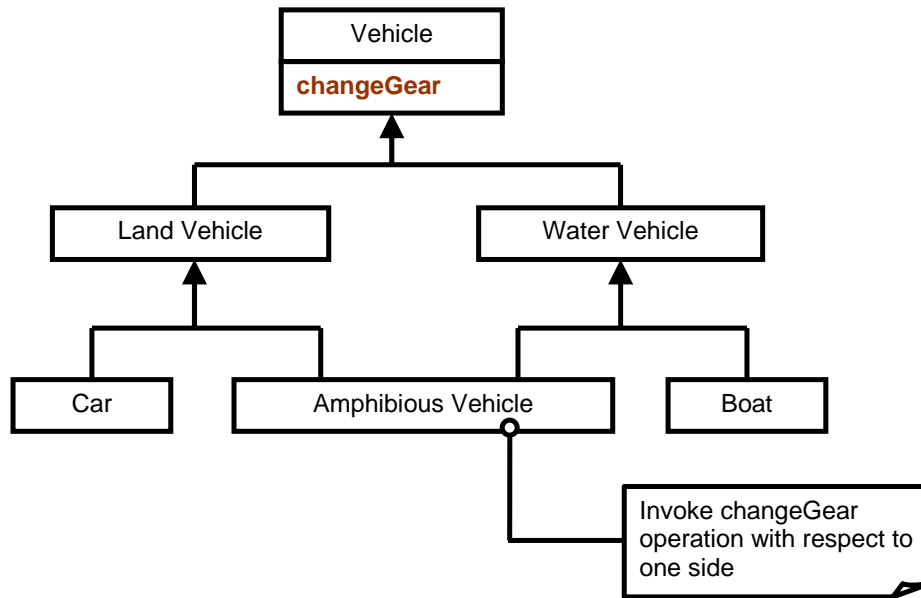 Vehicle
changeGear
Land Vehicle
Water Vehicle
Car
Amphibious Vehicle
Boat
Invoke changeGear
operation with respect to
one side